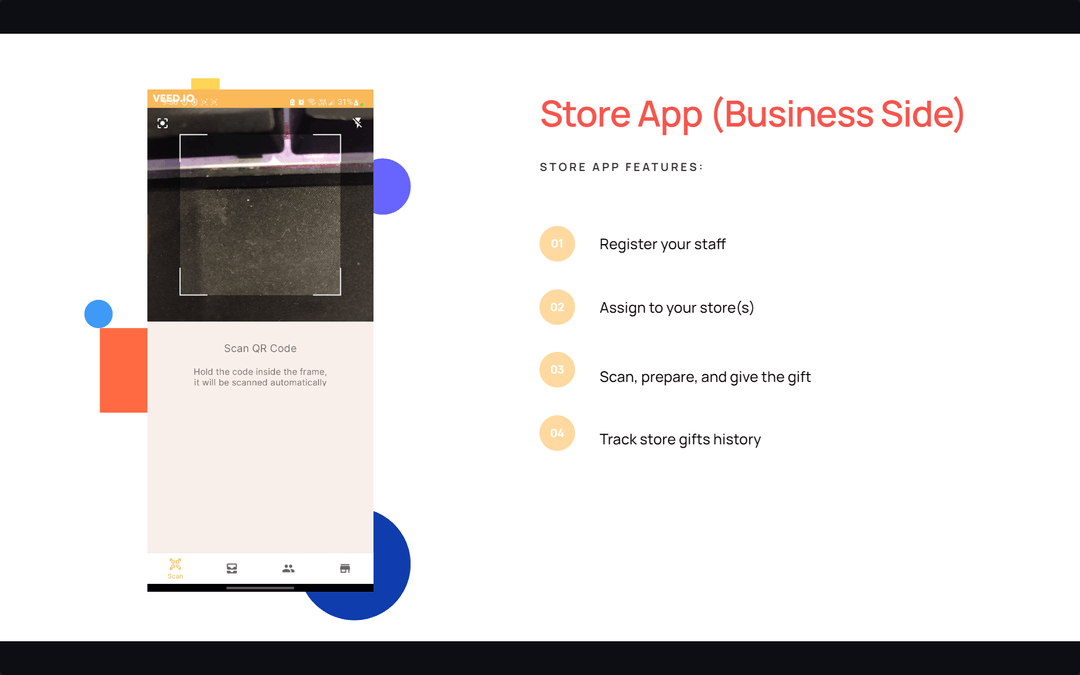 VEED.IO
31%
Scan QR Code
Hold the code inside the frame,
it will be scanned automatically
Scan
Store App (Business Side)
STORE APP FEATURES:
01 Register your staff
02 Assign to your store(s)
03 Scan, prepare, and give the gift
04 Track store gifts history